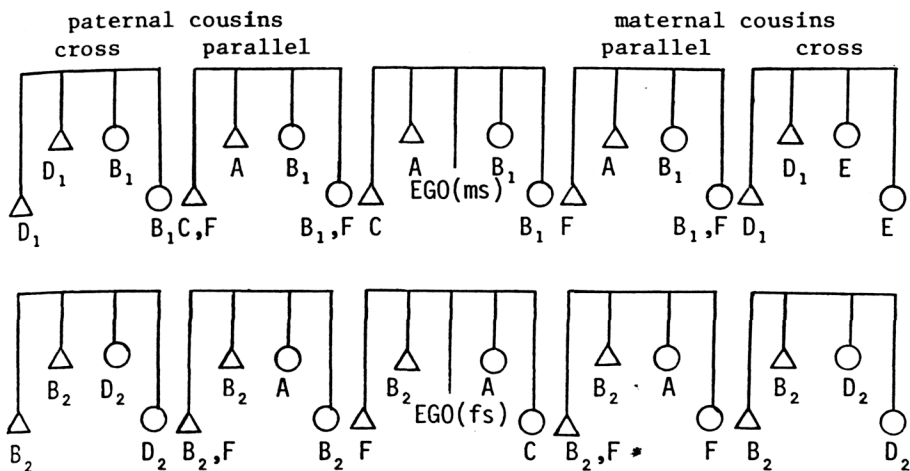 paternal cousins maternal cousins
cross parallel parallel cross
D₁ B₁ A B₁ A B₁ A B₁ D₁ E
EGO(ms)
D₁ B₁ C,F B₁,F C B₁ F B₁,F D₁ E
B₂ D₂ B₂ A B₂ A B₂ A B₂ D₂
EGO(fs)
B₂ D₂ B₂,F B₂ F C B₂,F * F B₂ D₂